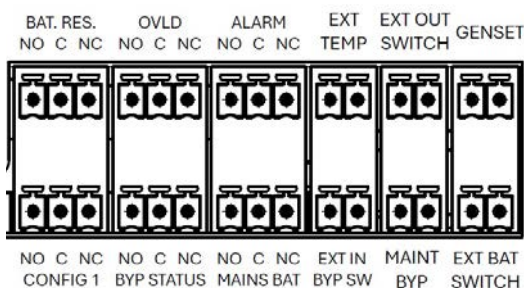 BAT. RES. OVLD ALARM EXT EXT OUT GENSET
NO C NC NO C NC NO C NC TEMP SWITCH
NO C NC NO C NC NO C NC EXT IN MAINT EXT BAT
CONFIG 1 BYP STATUS MAINS BAT BYP SW BYP SWITCH